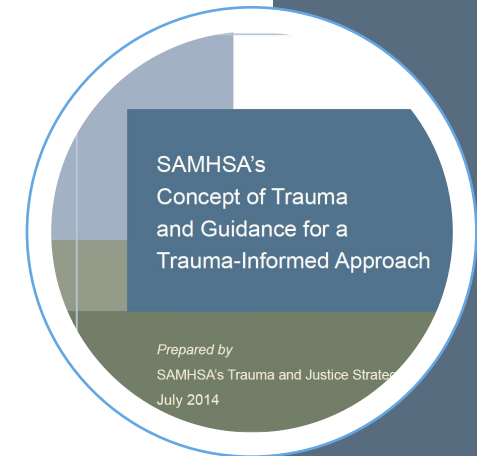 SAMHSA's
Concept of Trauma
and Guidance for a
Trauma-Informed Approach
Prepared by
SAMHSA's Trauma and Justice
July 2014